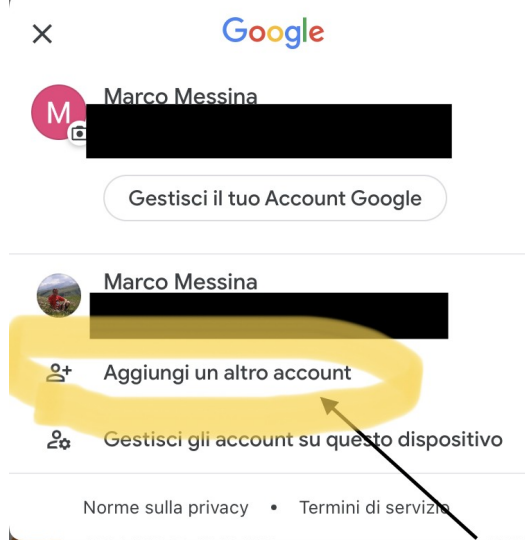 Google
Marco Messina
M
Gestisci il tuo Account Google
Marco Messina
Aggiungi un altro account
Gestisci gli account su questo dispositivo
Norme sulla privacy • Termini di servizio